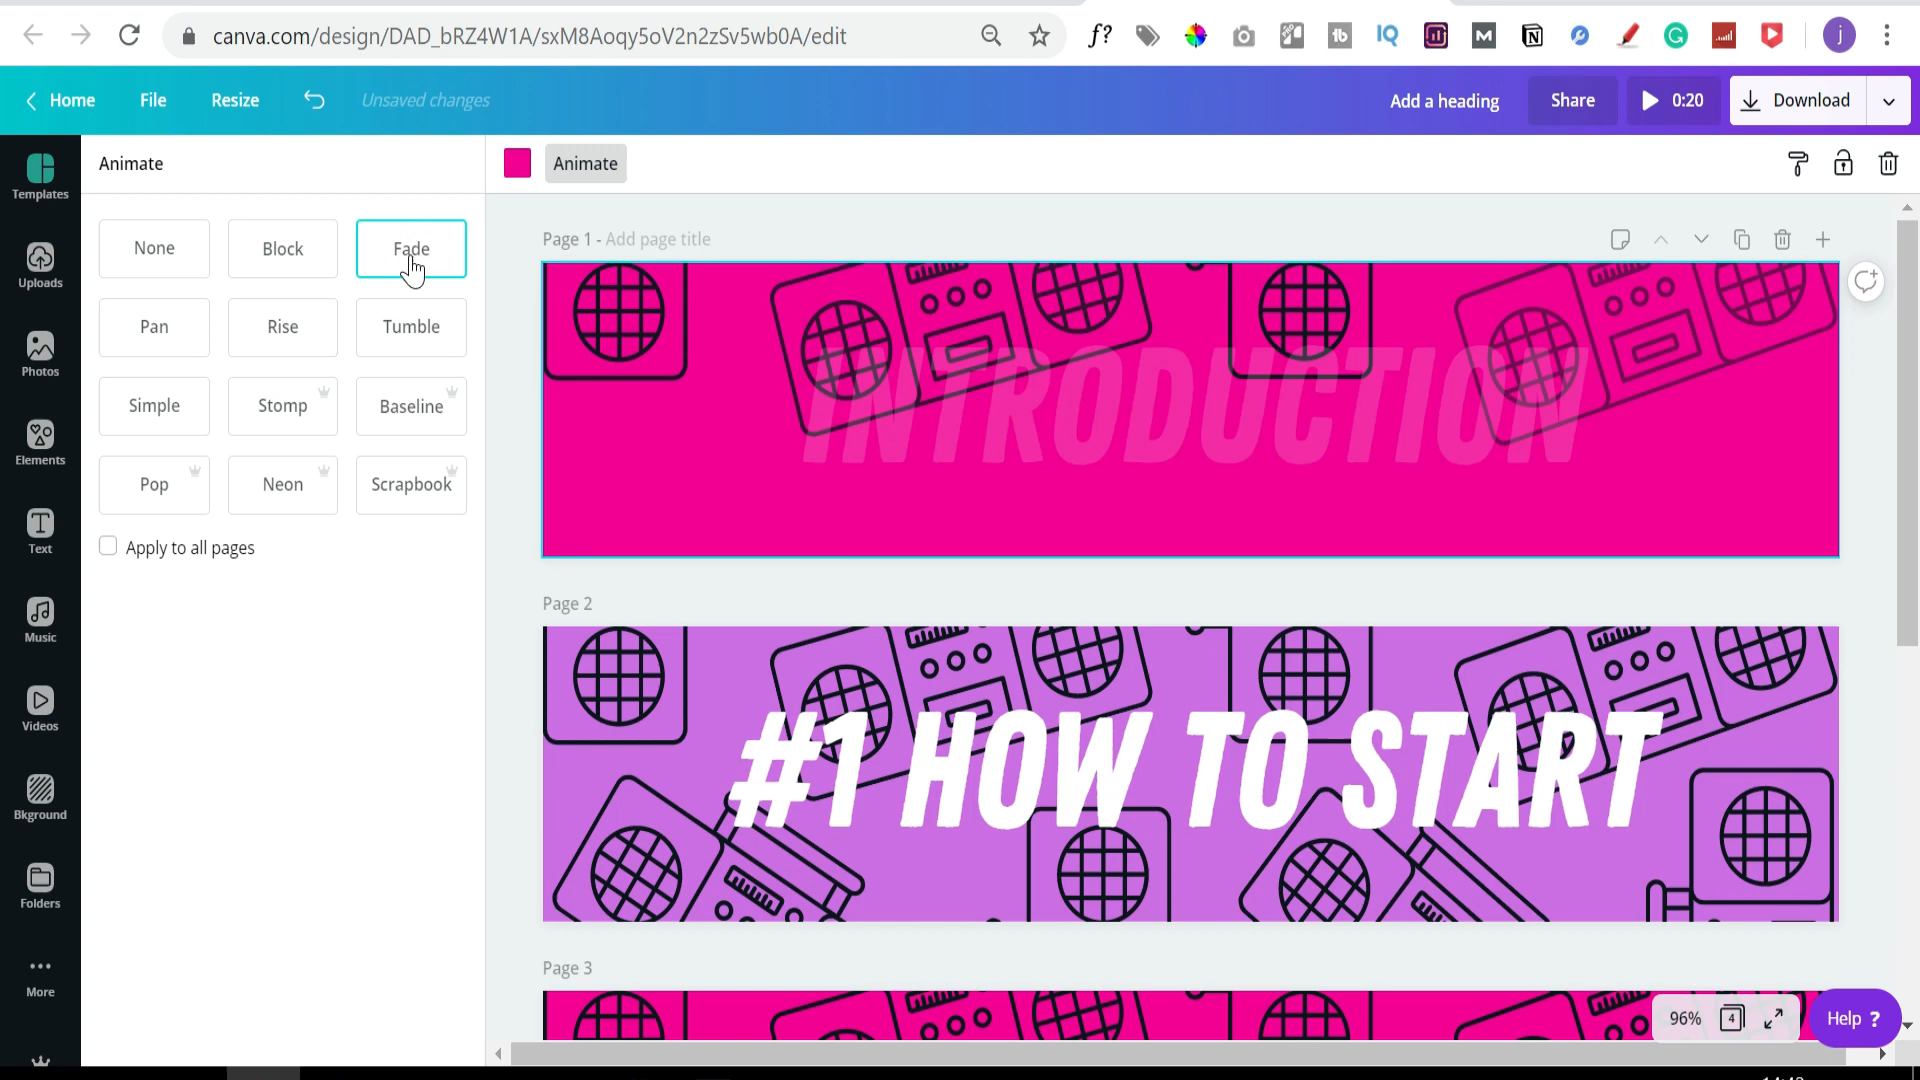 canva.com/design/DAD_bRZ4W1A/sxM8Aoqy5oV2n2zSv5wb0A/edit
f?
tb
IQ
M
N
G
j
Home
File
Resize
Unsaved changes
Add a heading
Share
0:20
Download
Templates
Uploads
Photos
Elements
Text
Music
Videos
Bkground
Folders
More
Animate
None
Block
Fade
Pan
Rise
Tumble
Simple
Stomp
Baseline
Pop
Neon
Scrapbook
Apply to all pages
Animate
Page 1 - Add page title
INTRODUCTION
Page 2
#1 HOW TO START
Page 3
96%
4
Help ?